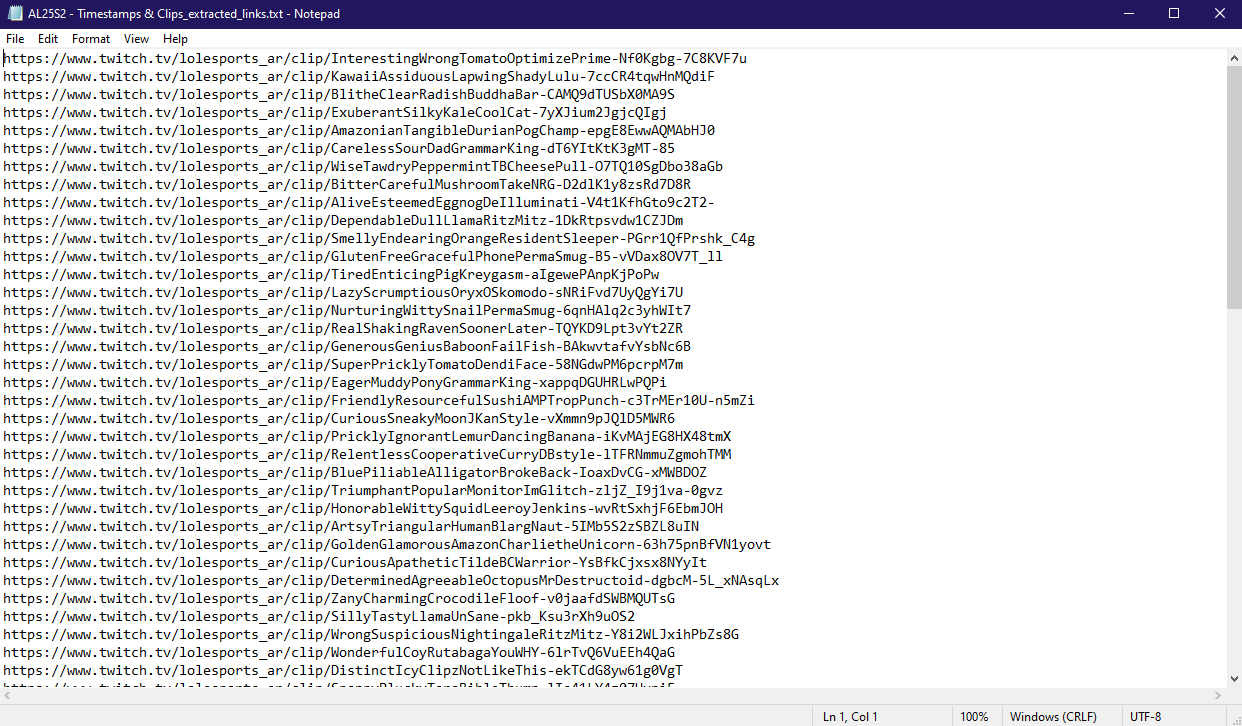 AL25S2 - Timestamps & Clips_extracted_links.txt - Notepad
File Edit Format View Help
https://www.twitch.tv/lolesports_ar/clip/InterestingWrongTomatoOptimizePrime-Nf0Kgbg-7C8KVF7u
https://www.twitch.tv/lolesports_ar/clip/KawaiiAssiduousLapwingShadyLulu-7ccCR4tqwHnMQdiF
https://www.twitch.tv/lolesports_ar/clip/BlitheClearRadishBuddhaBar-CAMQ9dTUSbX0MA9S
https://www.twitch.tv/lolesports_ar/clip/ExuberantSilkyKaleCoolCat-7yXJium2JgjcQIgj
https://www.twitch.tv/lolesports_ar/clip/AmazonianTangibleDurianPogChamp-epgE8EwwAQMAbHJ0
https://www.twitch.tv/lolesports_ar/clip/CarelessSourDadGrammarKing-dT6YItKtK3gMT-85
https://www.twitch.tv/lolesports_ar/clip/WiseTawdryPeppermintTBCheesePull-O7TQ10SgDbo38aGb
https://www.twitch.tv/lolesports_ar/clip/BitterCarefulMushroomTakeNRG-D2dlK1y8zsRd7D8R
https://www.twitch.tv/lolesports_ar/clip/AliveEsteemedEggnogDeIlluminati-V4t1KfhGto9c2T2-
https://www.twitch.tv/lolesports_ar/clip/DependableDullLlamaRitzMitz-1DkRtpsvdw1CZJDm
https://www.twitch.tv/lolesports_ar/clip/SmellyEndearingOrangeResidentSleeper-PGrr1QfPrshk_C4g
https://www.twitch.tv/lolesports_ar/clip/GlutenFreeGracefulPhonePermaSmug-B5-vVDax8OV7T_ll
https://www.twitch.tv/lolesports_ar/clip/TiredEnticingPigKreygasm-aIgewePAnpKjPoPw
https://www.twitch.tv/lolesports_ar/clip/LazyScrumptiousOryxOSkomodo-sNRiFvd7UyQgYi7U
https://www.twitch.tv/lolesports_ar/clip/NurturingWittySnailPermaSmug-6qnHAlq2c3yhWIt7
https://www.twitch.tv/lolesports_ar/clip/RealShakingRavenSoonerLater-TQYKD9Lpt3vYt2ZR
https://www.twitch.tv/lolesports_ar/clip/GenerousGeniusBaboonFailFish-BAkwvtafvYsbNc6B
https://www.twitch.tv/lolesports_ar/clip/SuperPricklyTomatoDendiFace-58NGdwPM6pcrpM7m
https://www.twitch.tv/lolesports_ar/clip/EagerMuddyPonyGrammarKing-xappqDGUHRLwPQPi
https://www.twitch.tv/lolesports_ar/clip/FriendlyResourcefulSushiAMPTropPunch-c3TrMEr10U-n5mZi
https://www.twitch.tv/lolesports_ar/clip/CuriousSneakyMoonJKanStyle-vXmmn9pJQlD5MWR6
https://www.twitch.tv/lolesports_ar/clip/PricklyIgnorantLemurDancingBanana-iKvMAjEG8HX48tmX
https://www.twitch.tv/lolesports_ar/clip/RelentlessCooperativeCurryDBstyle-lTFRNmmuZgmohTMM
https://www.twitch.tv/lolesports_ar/clip/BluePiliableAlligatorBrokeBack-IoaxDvCG-xMWBDOZ
https://www.twitch.tv/lolesports_ar/clip/TriumphantPopularMonitorImGlitch-zljZ_I9j1va-0gvz
https://www.twitch.tv/lolesports_ar/clip/HonorableWittySquidLeeroyJenkins-wvRtSxhjF6EbmJOH
https://www.twitch.tv/lolesports_ar/clip/ArtsyTriangularHumanBlargNaut-5IMb5S2zSBZL8uIN
https://www.twitch.tv/lolesports_ar/clip/GoldenGlamorousAmazonCharlietheUnicorn-63h75pnBfVN1yovt
https://www.twitch.tv/lolesports_ar/clip/CuriousApatheticTildeBCWarrior-YsBfkCjxsx8NYyIt
https://www.twitch.tv/lolesports_ar/clip/DeterminedAgreeableOctopusMrDestructoid-dgbcM-5L_xNAsqLx
https://www.twitch.tv/lolesports_ar/clip/ZanyCharmingCrocodileFloof-v0jaafdSWBMQUTsG
https://www.twitch.tv/lolesports_ar/clip/SillyTastyLlamaUnSane-pkb_Ksu3rXh9uOS2
https://www.twitch.tv/lolesports_ar/clip/WrongSuspiciousNightingaleRitzMitz-Y8i2WLJxihPbZs8G
https://www.twitch.tv/lolesports_ar/clip/WonderfulCoyRutabagaYouWHY-6lrTvQ6VuEEh4QaG
https://www.twitch.tv/lolesports_ar/clip/DistinctIcyClipzNotLikeThis-ekTCdG8yw61g0VgT
Ln 1, Col 1 100% Windows (CRLF) UTF-8